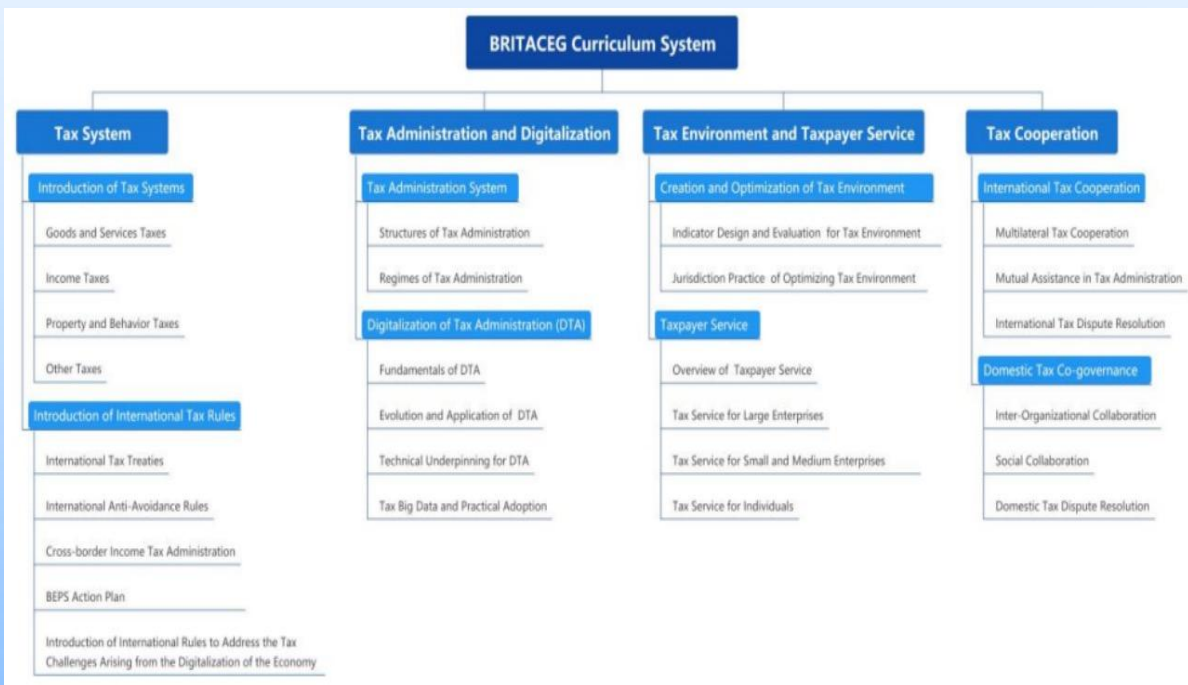 BRITACEG Curriculum System
Tax System
Introduction of Tax Systems
Goods and Services Taxes
Income Taxes
Property and Behavior Taxes
Other Taxes
Introduction of International Tax Rules
International Tax Treaties
International Anti-Avoidance Rules
Cross-border Income Tax Administration
BEPS Action Plan
Introduction of International Rules to Address the Tax
Challenges Arising from the Digitalization of the Economy
Tax Administration and Digitalization
Tax Administration System
Structures of Tax Administration
Regimes of Tax Administration
Digitalization of Tax Administration (DTA)
Fundamentals of DTA
Evolution and Application of DTA
Technical Underpinning for DTA
Tax Big Data and Practical Adoption
Tax Environment and Taxpayer Service
Creation and Optimization of Tax Environment
Indicator Design and Evaluation for Tax Environment
Jurisdiction Practice of Optimizing Tax Environment
Taxpayer Service
Overview of Taxpayer Service
Tax Service for Large Enterprises
Tax Service for Small and Medium Enterprises
Tax Service for Individuals
Tax Cooperation
International Tax Cooperation
Multilateral Tax Cooperation
Mutual Assistance in Tax Administration
International Tax Dispute Resolution
Domestic Tax Co-governance
Inter-Organizational Collaboration
Social Collaboration
Domestic Tax Dispute Resolution